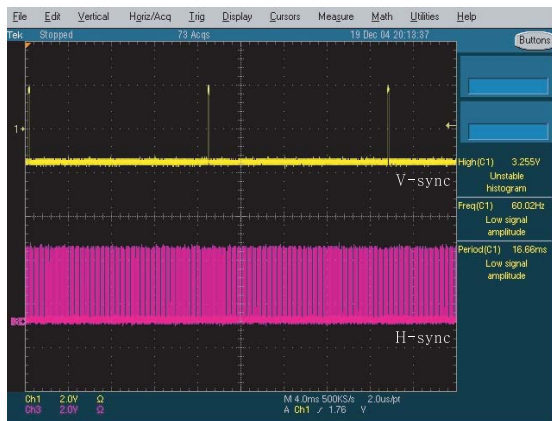 File Edit Vertical Horiz/Acq Trig Display Cursors Measure Math Utilities Help
Tek Stopped 73 Acqs 19 Dec 04 20:13:37
Buttons
1
V-sync
High(C1) 3.255V
Unstable
histogram
Freq(C1) 60.02Hz
Low signal
amplitude
Period(C1) 16.66ms
Low signal
amplitude
H-sync
Ch1 2.0V Ω
Ch3 2.0V Ω
M 4.0ms 500KS/s 2.0us/pt
A Ch1 / 1.76 V